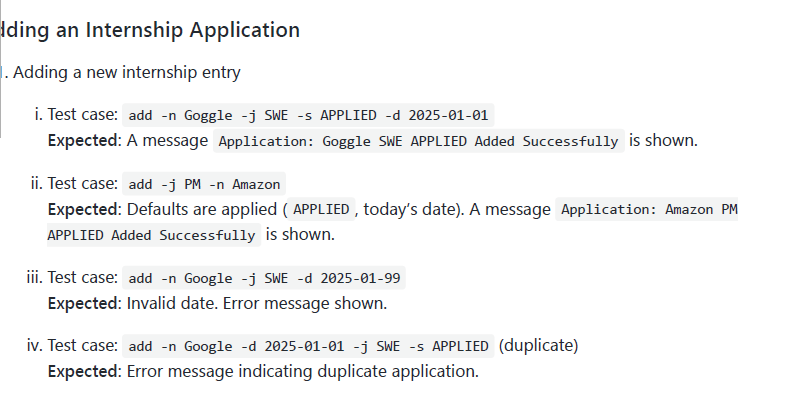 dding an Internship Application
. Adding a new internship entry
i. Test case: add -n Goggle -j SWE -s APPLIED -d 2025-01-01
Expected: A message Application: Goggle SWE APPLIED Added Successfully is shown.
ii. Test case: add -j PM -n Amazon
Expected: Defaults are applied ( APPLIED , today’s date). A message Application: Amazon PM
APPLIED Added Successfully is shown.
iii. Test case: add -n Google -j SWE -d 2025-01-99
Expected: Invalid date. Error message shown.
iv. Test case: add -n Google -d 2025-01-01 -j SWE -s APPLIED (duplicate)
Expected: Error message indicating duplicate application.